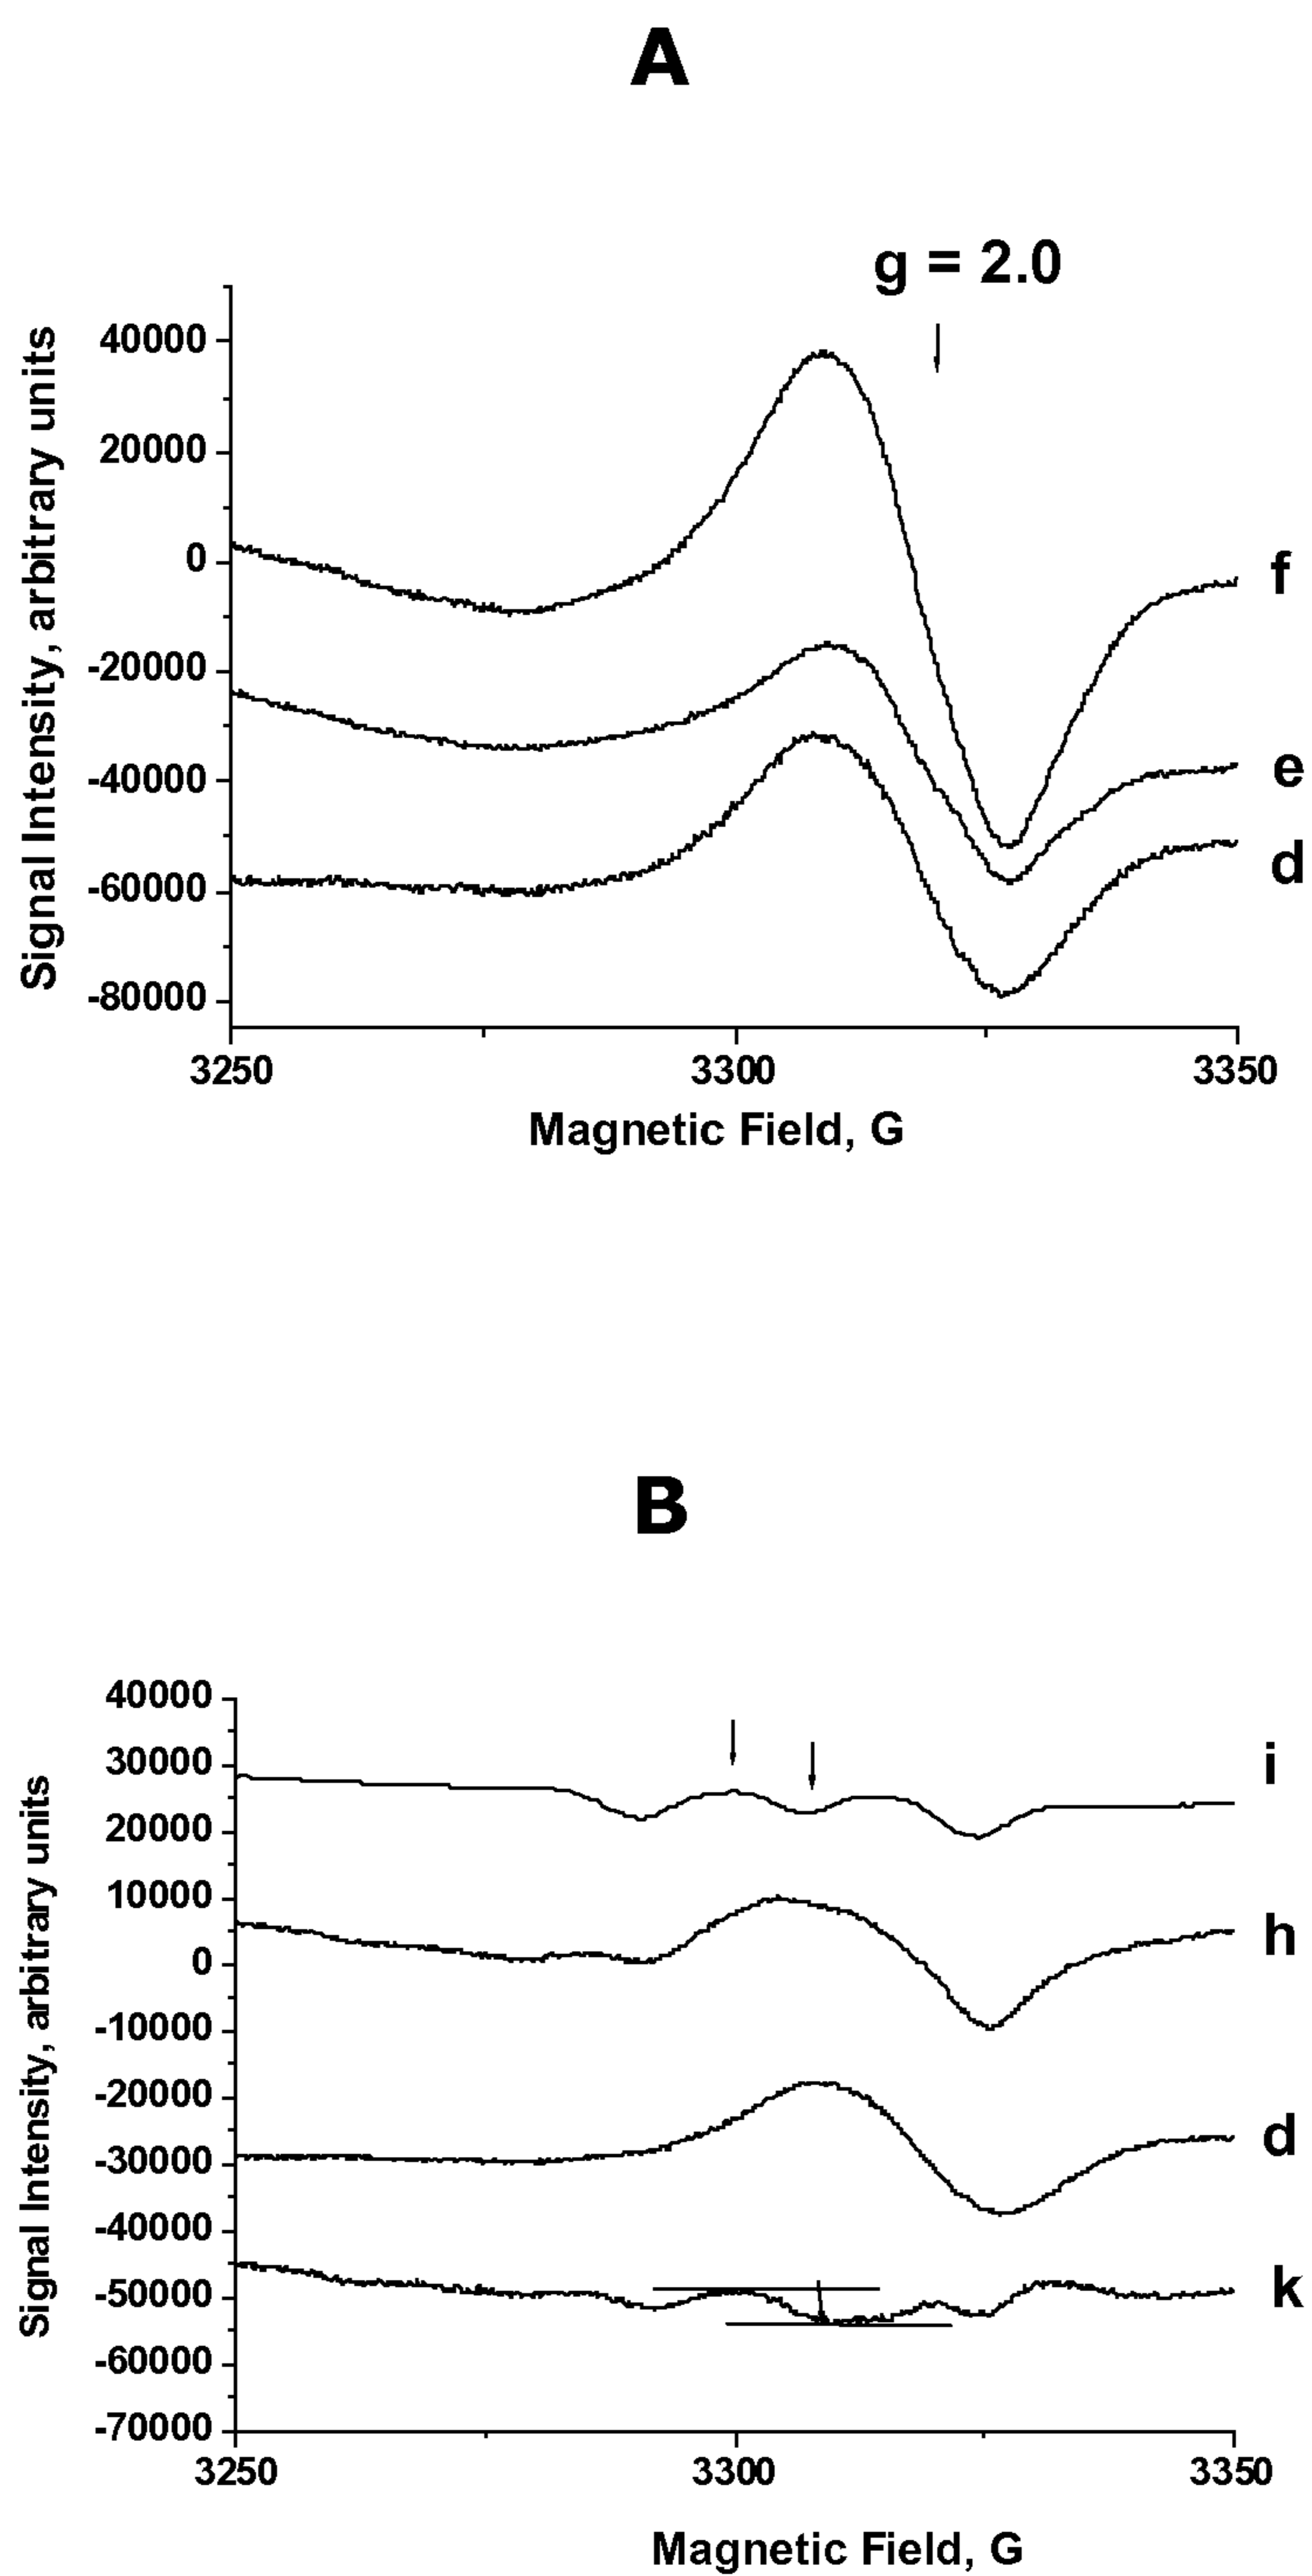 A
g = 2.0
Signal Intensity, arbitrary units
40000
20000
0
-20000
-40000
-60000
-80000
f
e
d
3250
3300
3350
Magnetic Field, G
B
Signal Intensity, arbitrary units
40000
30000
20000
10000
0
-10000
-20000
-30000
-40000
-50000
-60000
-70000
i
h
d
k
3250
3300
3350
Magnetic Field, G